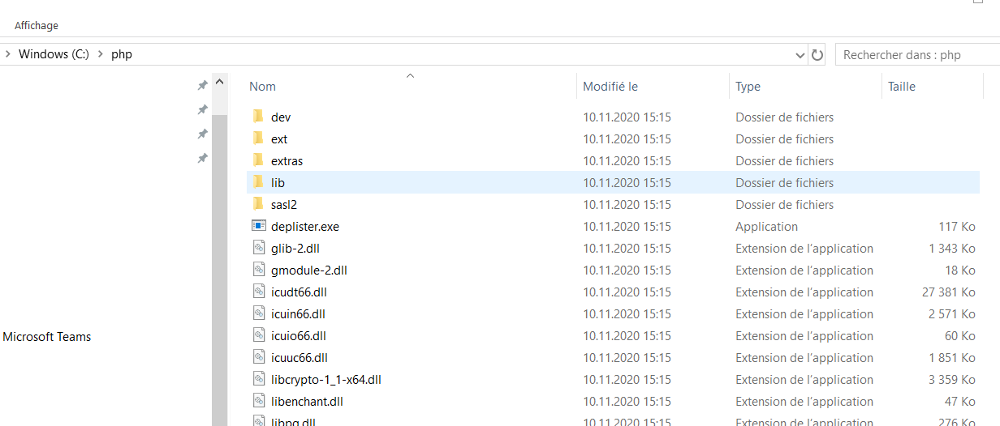 Affichage
Windows (C:) php Rechercher dans : php
Nom Modifié le Type Taille
dev 10.11.2020 15:15 Dossier de fichiers
ext 10.11.2020 15:15 Dossier de fichiers
extras 10.11.2020 15:15 Dossier de fichiers
lib 10.11.2020 15:15 Dossier de fichiers
sasl2 10.11.2020 15:15 Dossier de fichiers
deplister.exe 10.11.2020 15:15 Application 117 Ko
glib-2.dll 10.11.2020 15:15 Extension de l'application 1 343 Ko
gmodule-2.dll 10.11.2020 15:15 Extension de l'application 18 Ko
icudt66.dll 10.11.2020 15:15 Extension de l'application 27 381 Ko
icuin66.dll 10.11.2020 15:15 Extension de l'application 2 571 Ko
icuio66.dll 10.11.2020 15:15 Extension de l'application 60 Ko
Microsoft Teams
icuuc66.dll 10.11.2020 15:15 Extension de l'application 1 851 Ko
libcrypto-1_1-x64.dll 10.11.2020 15:15 Extension de l'application 3 359 Ko
libenchant.dll 10.11.2020 15:15 Extension de l'application 47 Ko
libpq.dll 10.11.2020 15:15 Extension de l'application 276 Ko